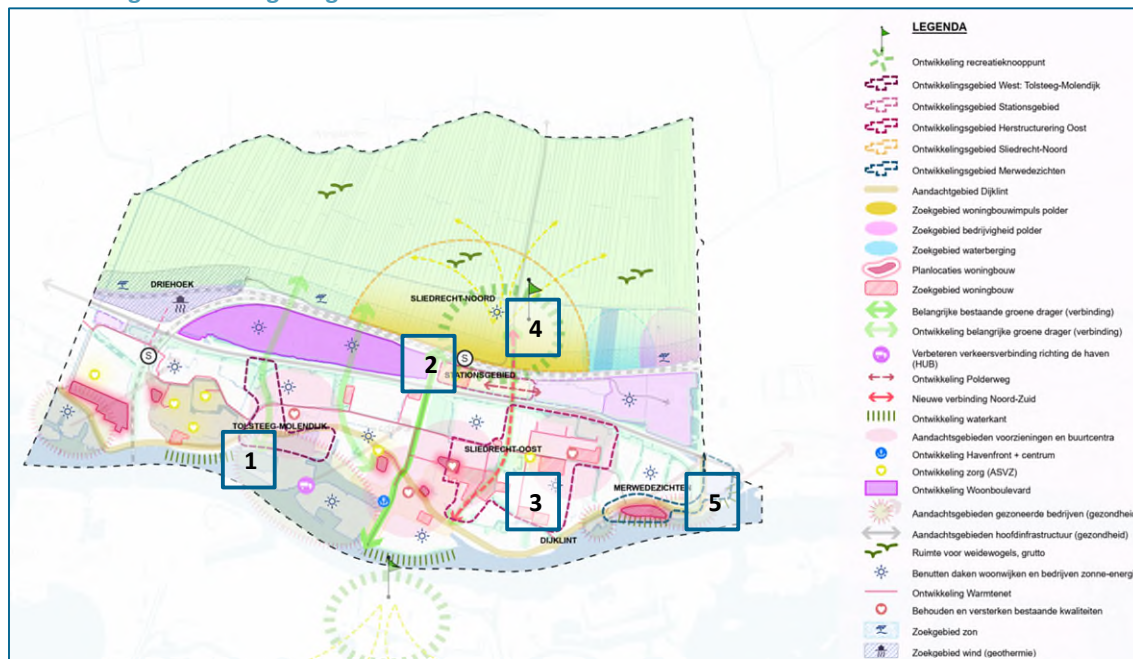 LEGENDA
Ontwikkeling recreatieknooppunt
Ontwikkelingsgebied West: Tolsteeg-Molendijk
Ontwikkelingsgebied Stationsgebied
Ontwikkelingsgebied Herstructurering Oost
Ontwikkelingsgebied Sliedrecht-Noord
Ontwikkelingsgebied Merwedezichten
Aandachtgebied Dijklint
Zoekgebied woningbouwimpuls polder
Zoekgebied bedrijvigheid polder
Zoekgebied waterberging
Planlocaties woningbouw
Zoekgebied woningbouw
Belangrijke bestaande groene drager (verbinding)
Ontwikkeling belangrijke groene drager (verbinding)
Verbeteren verkeersverbinding richting de haven
(HUB)
Ontwikkeling Polderweg
Nieuwe verbinding Noord-Zuid
Ontwikkeling waterkant
Aandachtsgebieden voorzieningen en buurtcentra
Ontwikkeling Havenfront + centrum
Ontwikkeling zorg (ASVZ)
Ontwikkeling Woonboulevard
Aandachtsgebieden gezoneerde bedrijven (gezondhei
Aandachtsgebieden hoofdinfrastructuur (gezondheid)
Ruimte voor weidewogels, grutto
Benutten daken woonwijken en bedrijven zonne-energi
Ontwikkeling Warmtenet
Behouden en versterken bestaande kwaliteiten
Zoekgebied zon
Zoekgebied wind (geothermie)
DRIEHOEK
SLIEDRECHT-NOORD
4
S
2
S
STATIONSGEBIED
TOLSTEEG-MOLENDIJK
1
SLIEDRECHT-OOST
3
MERWEDEZICHTEN
5
DIJKLINT